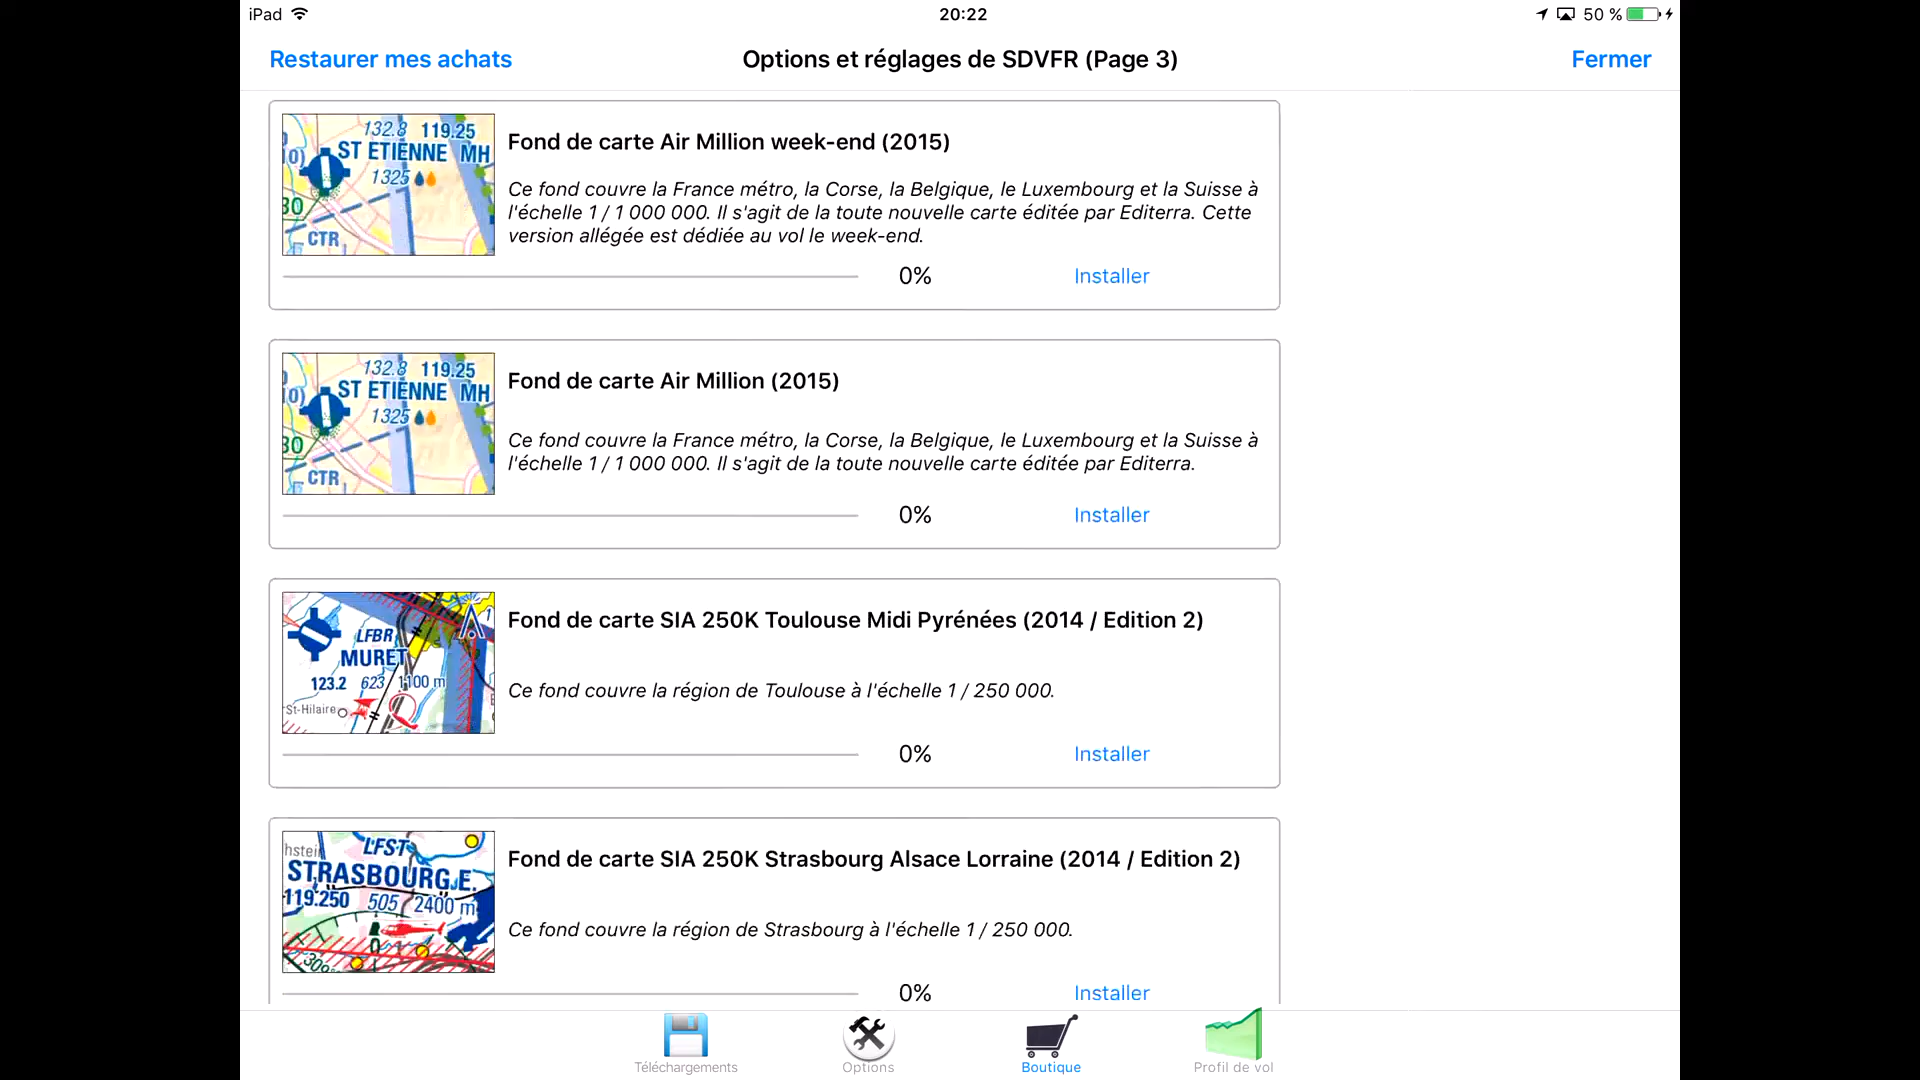 iPad 20:22 50 %
Restaurer mes achats Options et réglages de SDVFR (Page 3) Fermer
132.8 119.25
ST ETIENNE MH
1325
30
CTR
Fond de carte Air Million week-end (2015)
Ce fond couvre la France métro, la Corse, la Belgique, le Luxembourg et la Suisse à
l'échelle 1 / 1 000 000. Il s'agit de la toute nouvelle carte éditée par Editerra. Cette
version allégée est dédiée au vol le week-end.
0% Installer
132.8 119.25
ST ETIENNE MH
1325
30
CTR
Fond de carte Air Million (2015)
Ce fond couvre la France métro, la Corse, la Belgique, le Luxembourg et la Suisse à
l'échelle 1 / 1 000 000. Il s'agit de la toute nouvelle carte éditée par Editerra.
0% Installer
LFBR
MURET
123.2 623 1100 m
St-Hilaire
Fond de carte SIA 250K Toulouse Midi Pyrénées (2014 / Edition 2)
Ce fond couvre la région de Toulouse à l'échelle 1 / 250 000.
0% Installer
hstein LFST
STRASBOURG.E.
119.250 505 2400 m
309°
Fond de carte SIA 250K Strasbourg Alsace Lorraine (2014 / Edition 2)
Ce fond couvre la région de Strasbourg à l'échelle 1 / 250 000.
0% Installer
Téléchargements Options Boutique Profil de vol